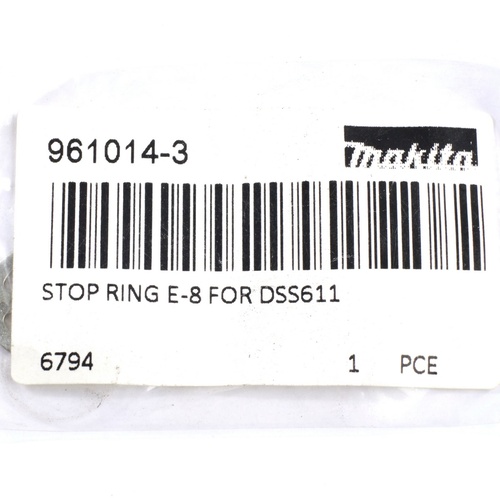 961014-3 makita
STOP RING E-8 FOR DSS611
6794 1 PCE